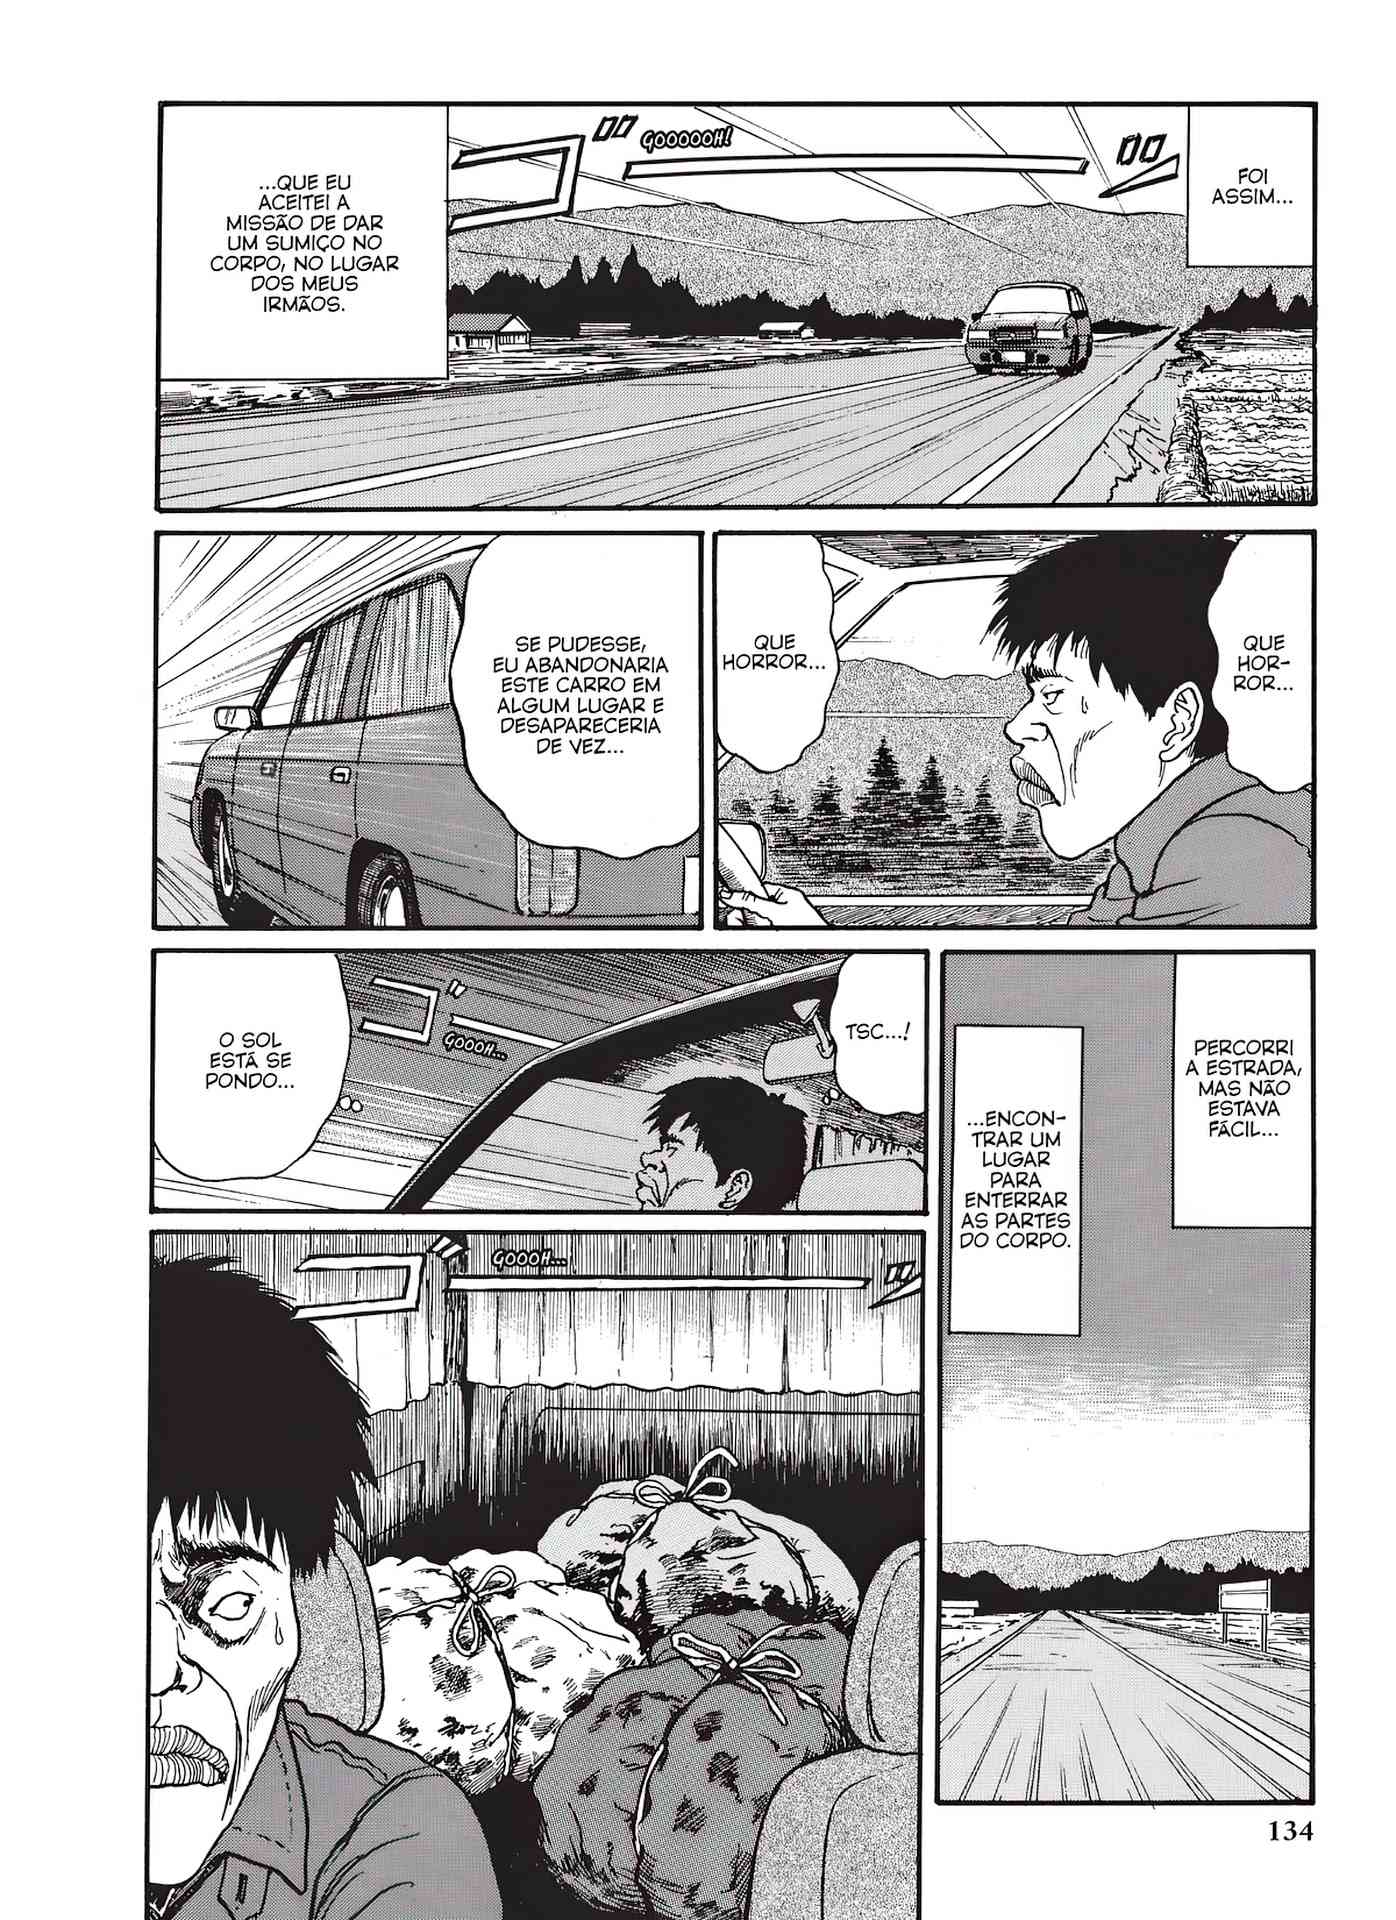 FOI
ASSIM...
GOOOOOH!
...QUE EU
ACEITEI A
MISSÃO DE DAR
UM SUMIÇO NO
CORPO, NO LUGAR
DOS MEUS
IRMÃOS.
QUE
HOR-
ROR...
QUE
HORROR...
SE PUDESSE,
EU ABANDONARIA
ESTE CARRO EM
ALGUM LUGAR E
DESAPARECERIA
DE VEZ...
PERCORRI
A ESTRADA,
MAS NÃO
ESTAVA
FÁCIL...
...ENCON-
TRAR UM
LUGAR
PARA
ENTERRAR
AS PARTES
DO CORPO.
TSC...!
GOOOH...
O SOL
ESTÁ SE
PONDO...
GOOOH...
134